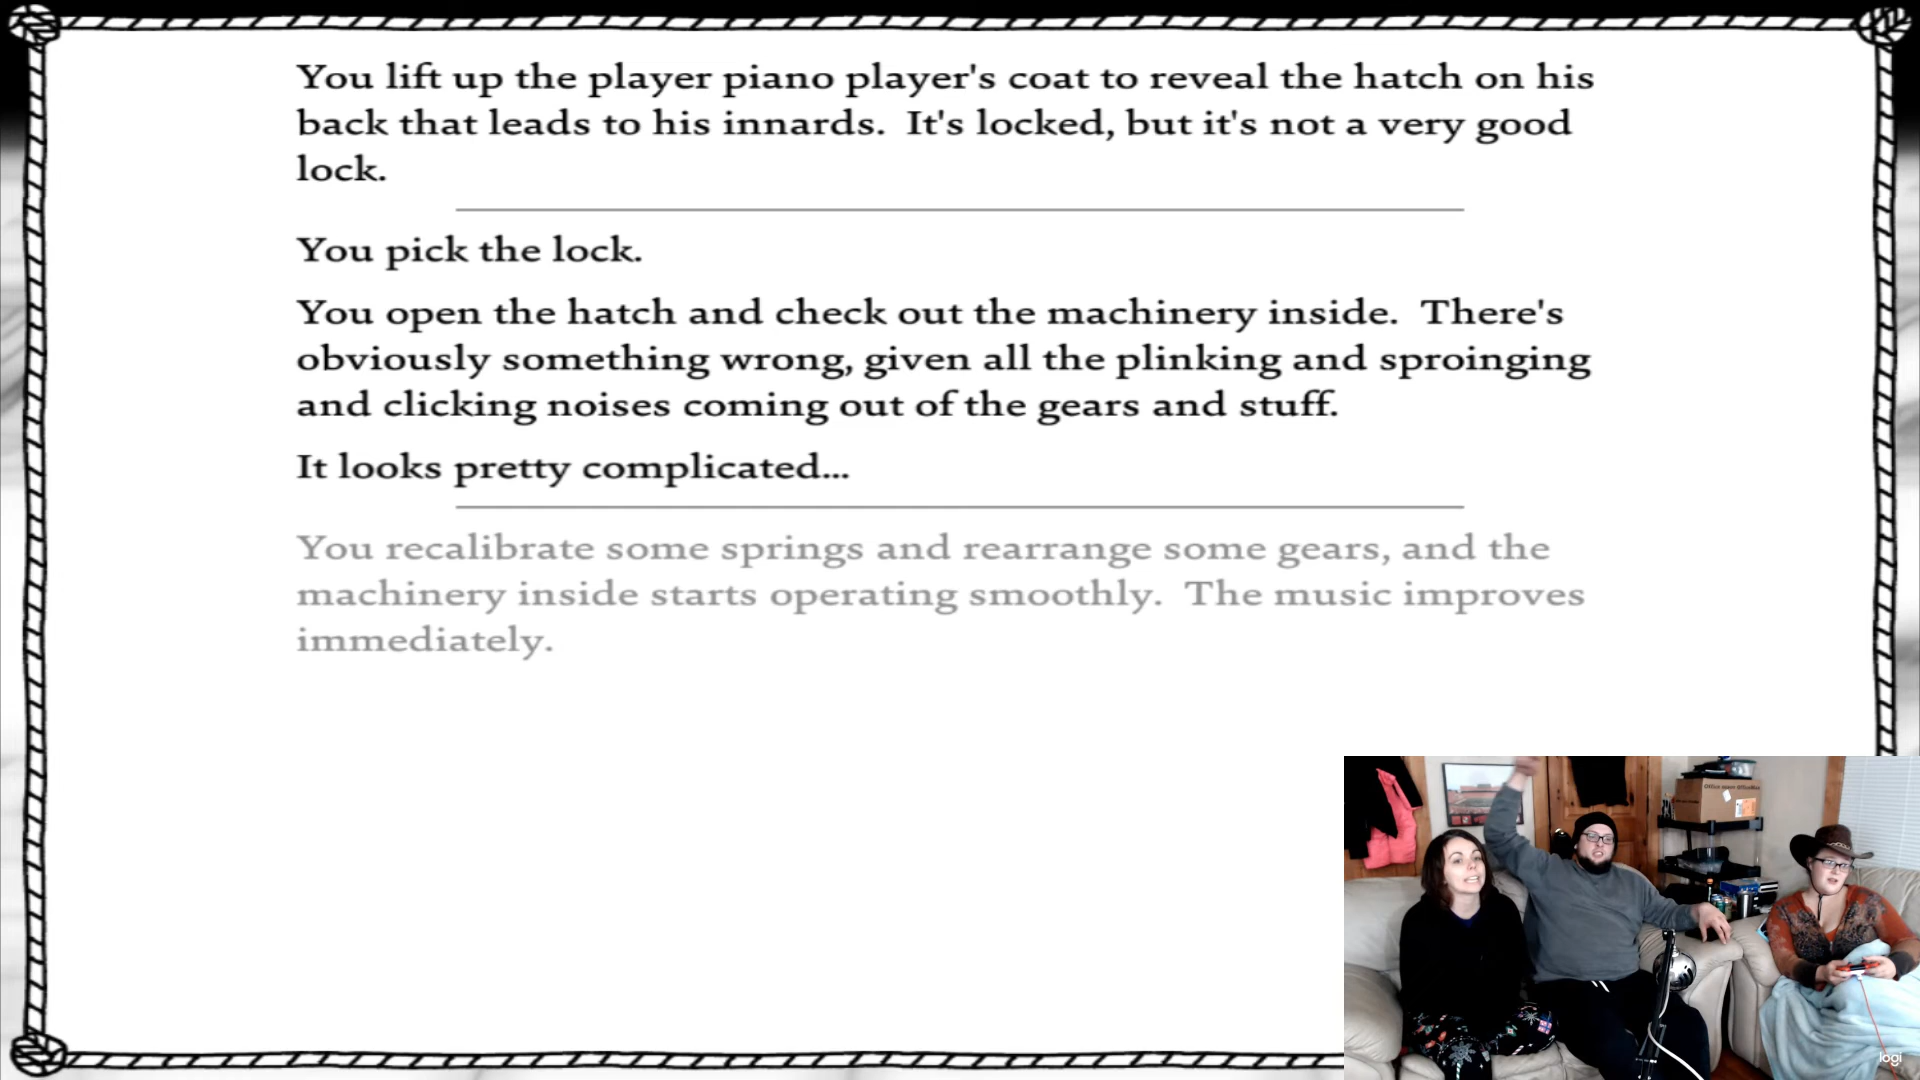 You lift up the player piano player's coat to reveal the hatch on his
back that leads to his innards.  It's locked, but it's not a very good
lock.
You pick the lock.
You open the hatch and check out the machinery inside.  There's
obviously something wrong, given all the plinking and sproinging
and clicking noises coming out of the gears and stuff.
It looks pretty complicated...
You recalibrate some springs and rearrange some gears, and the
machinery inside starts operating smoothly.  The music improves
immediately.
logi